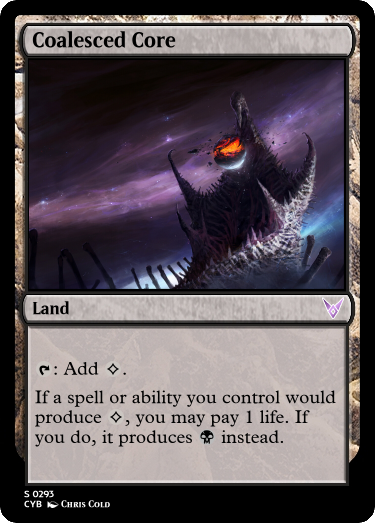 Coalesced Core
Land
: Add .
If a spell or ability you control would
produce , you may pay 1 life. If
you do, it produces instead.
S 0293
CYB Chris Cold